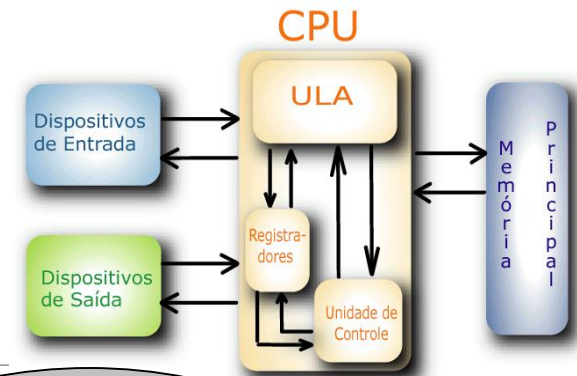 CPU
ULA
Dispositivos
de Entrada
Registra-
dores
Dispositivos
de Saída
Unidade de
Controle
Memória
Principal